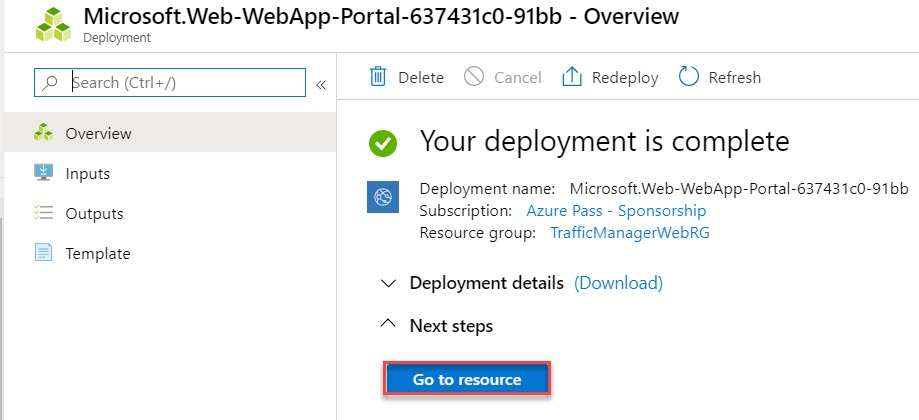 Microsoft.Web-WebApp-Portal-637431c0-91bb - Overview
Deployment
Search (Ctrl+/)
«
Delete
Cancel
Redeploy
Refresh
Overview
Inputs
Outputs
Template
Your deployment is complete
Deployment name: Microsoft.Web-WebApp-Portal-637431c0-91bb
Subscription: Azure Pass - Sponsorship
Resource group: TrafficManagerWebRG
Deployment details (Download)
Next steps
Go to resource